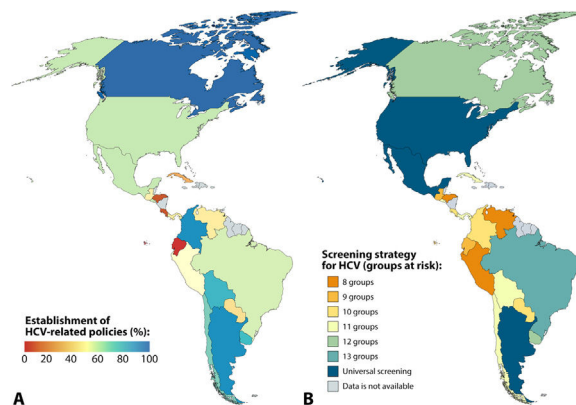 Establishment of
HCV-related policies (%):
0 20 40 60 80 100
A
Screening strategy
for HCV (groups at risk):
8 groups
9 groups
10 groups
11 groups
12 groups
13 groups
Universal screening
Data is not available
B